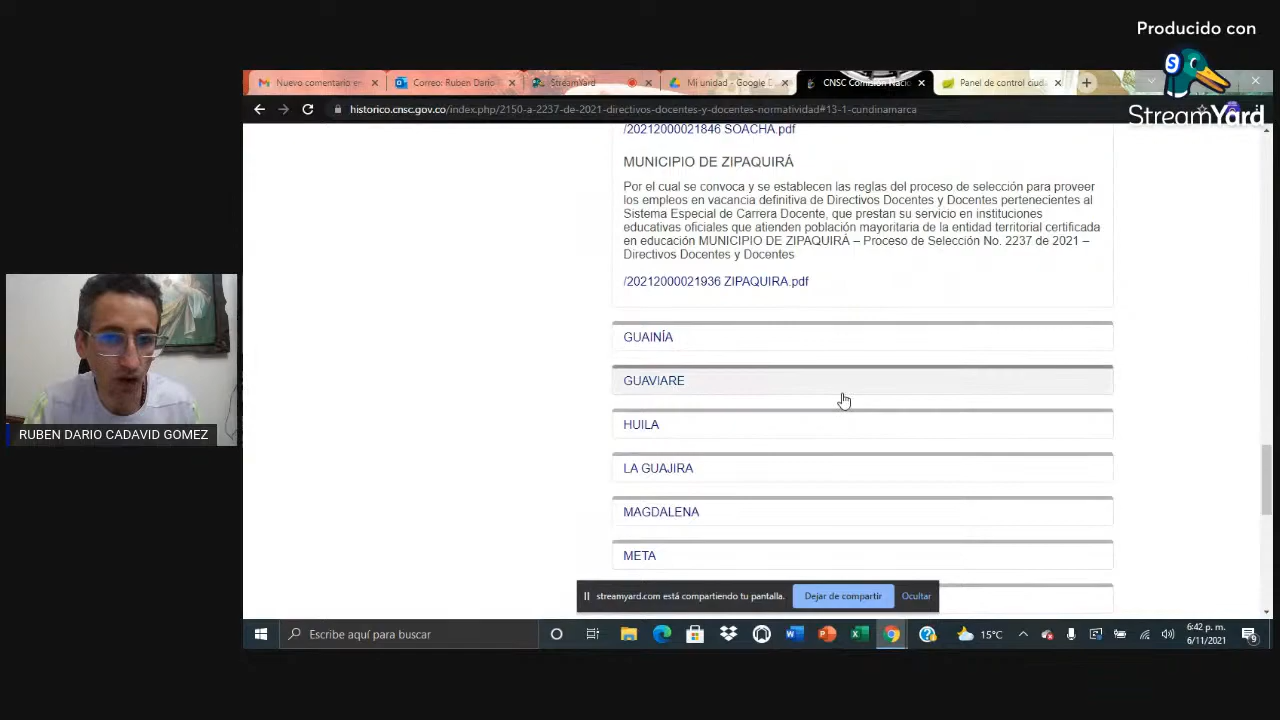 Producido con
StreamYard
Nuevo comentario en
Correo: Ruben Dario
StreamYard
Mi unidad - Google D
CNSC Comisión Nacio
Panel de control ciud
historico.cnsc.gov.co/index.php/2150-a-2237-de-2021-directivos-docentes-y-docentes-normatividad#13-1-cundinamarca
/20212000021846 SOACHA.pdf
MUNICIPIO DE ZIPAQUIRÁ
Por el cual se convoca y se establecen las reglas del proceso de selección para proveer
los empleos en vacancia definitiva de Directivos Docentes y Docentes pertenecientes al
Sistema Especial de Carrera Docente, que prestan su servicio en instituciones
educativas oficiales que atienden población mayoritaria de la entidad territorial certificada
en educación MUNICIPIO DE ZIPAQUIRÁ – Proceso de Selección No. 2237 de 2021 –
Directivos Docentes y Docentes
/20212000021936 ZIPAQUIRA.pdf
GUAINÍA
GUAVIARE
HUILA
LA GUAJIRA
MAGDALENA
META
RUBEN DARIO CADAVID GOMEZ
streamyard.com está compartiendo tu pantalla.
Dejar de compartir
Ocultar
Escribe aquí para buscar
15°C
6:42 p. m.
6/11/2021